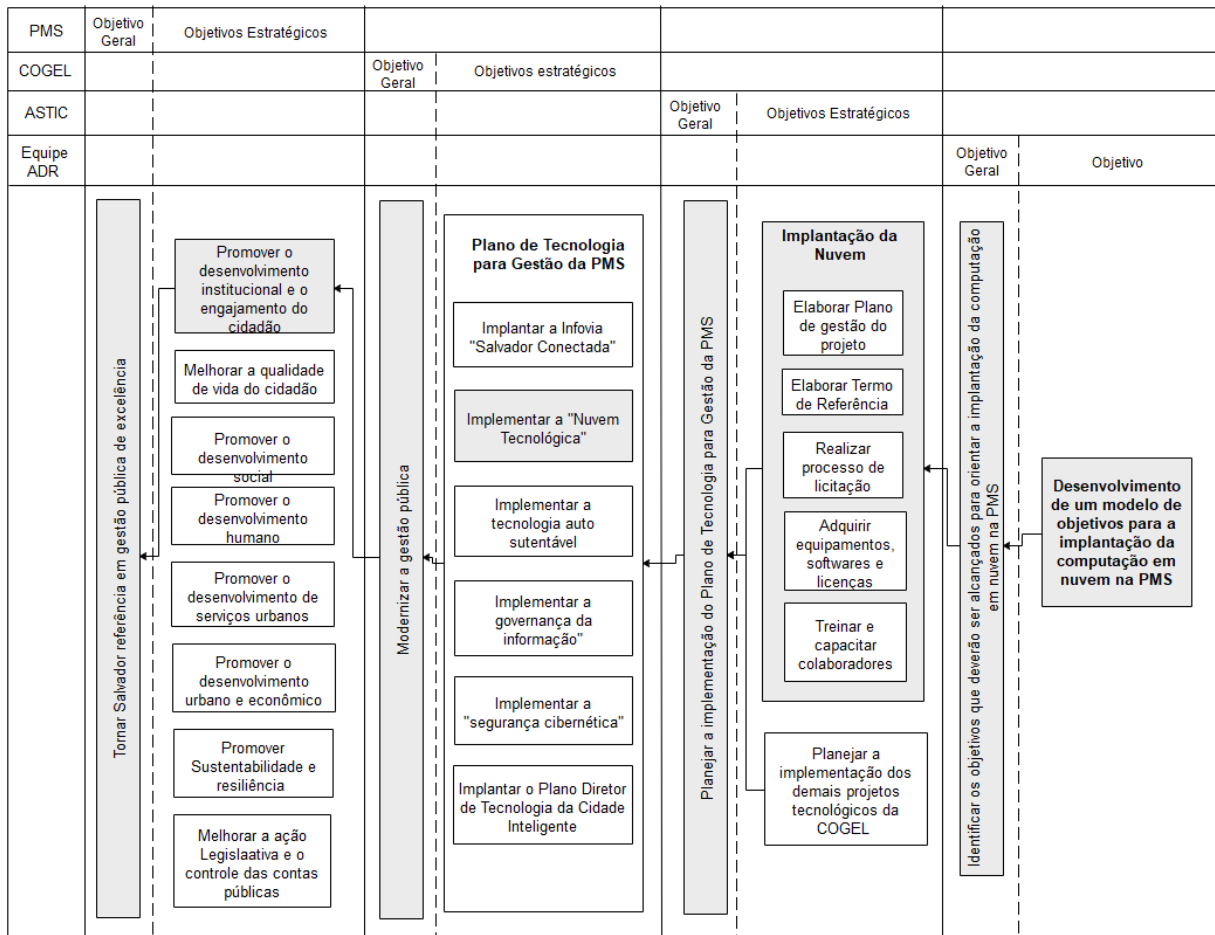 PMS
Objetivo
Geral
Objetivos Estratégicos
COGEL
Objetivo
Geral
Objetivos estratégicos
ASTIC
Objetivo
Geral
Objetivos Estratégicos
Equipe
ADR
Objetivo
Geral
Objetivo
Tornar Salvador referência em gestão pública de excelência
Promover o
desenvolvimento
institucional e o
engajamento do
cidadão
Melhorar a qualidade
de vida do cidadão
Promover o
desenvolvimento
social
Promover o
desenvolvimento
humano
Promover o
desenvolvimento de
serviços urbanos
Promover o
desenvolvimento
urbano e econômico
Promover
Sustentabilidade e
resiliência
Melhorar a ação
Legislaativa e o
controle das contas
públicas
Modernizar a gestão pública
Plano de Tecnologia
para Gestão da PMS
Implantar a Infovia
"Salvador Conectada"
Implementar a "Nuvem
Tecnológica"
Implementar a
tecnologia auto
sutentável
Implementar a
governança da
informação"
Implementar a
"segurança cibernética"
Implantar o Plano Diretor
de Tecnologia da Cidade
Inteligente
Planejar a implementação do Plano de Tecnologia para Gestão da PMS
Implantação da
Nuvem
Elaborar Plano
de gestão do
projeto
Elaborar Termo
de Referência
Realizar
processo de
licitação
Adquirir
equipamentos,
softwares e
licenças
Treinar e
capacitar
colaboradores
Planejar a
implementação dos
demais projetos
tecnológicos da
COGEL
Identificar os objetivos que deverão ser alcançados para orientar a implantação da computação
em nuvem na PMS
Desenvolvimento
de um modelo de
objetivos para a
implantação da
computação em
nuvem na PMS